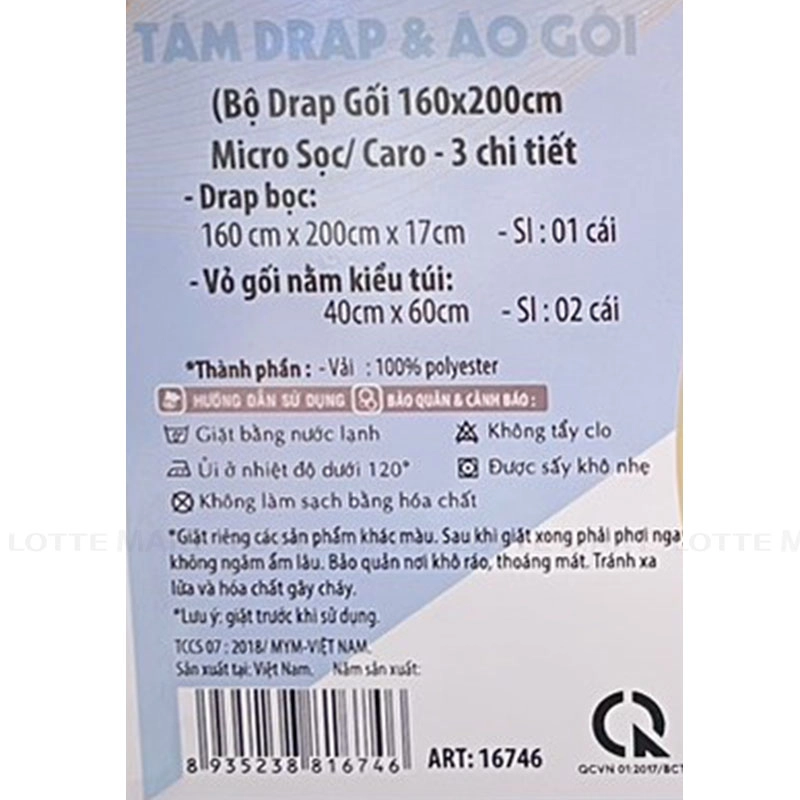 TẤM DRAP & ÁO GỐI
(Bộ Drap Gối 160x200cm
Micro Sọc/ Caro - 3 chi tiết
- Drap bọc:
160 cm x 200cm x 17cm - Sl : 01 cái
- Vỏ gối nằm kiểu túi:
40cm x 60cm - Sl : 02 cái
*Thành phần : - Vải : 100% polyester
HƯỚNG DẪN SỬ DỤNG BẢO QUẢN & CẢNH BÁO :
Giặt bằng nước lạnh Không tẩy clo
Ủi ở nhiệt độ dưới 120° Được sấy khô nhẹ
Không làm sạch bằng hóa chất
*Giặt riêng các sản phẩm khác màu. Sau khi giặt xong phải phơi nga
không ngâm ẩm lâu. Bảo quản nơi khô ráo, thoáng mát. Tránh xa
lửa và hóa chất gây cháy.
*Lưu ý: giặt trước khi sử dụng.
TCCS 07 : 2018/ MYM-VIỆT NAM.
Sản xuất tại: Việt Nam. Năm sản xuất:
8 935238 816746
ART: 16746
QCVN 01:2017/BCT
LOTTE MA
LOTTE M